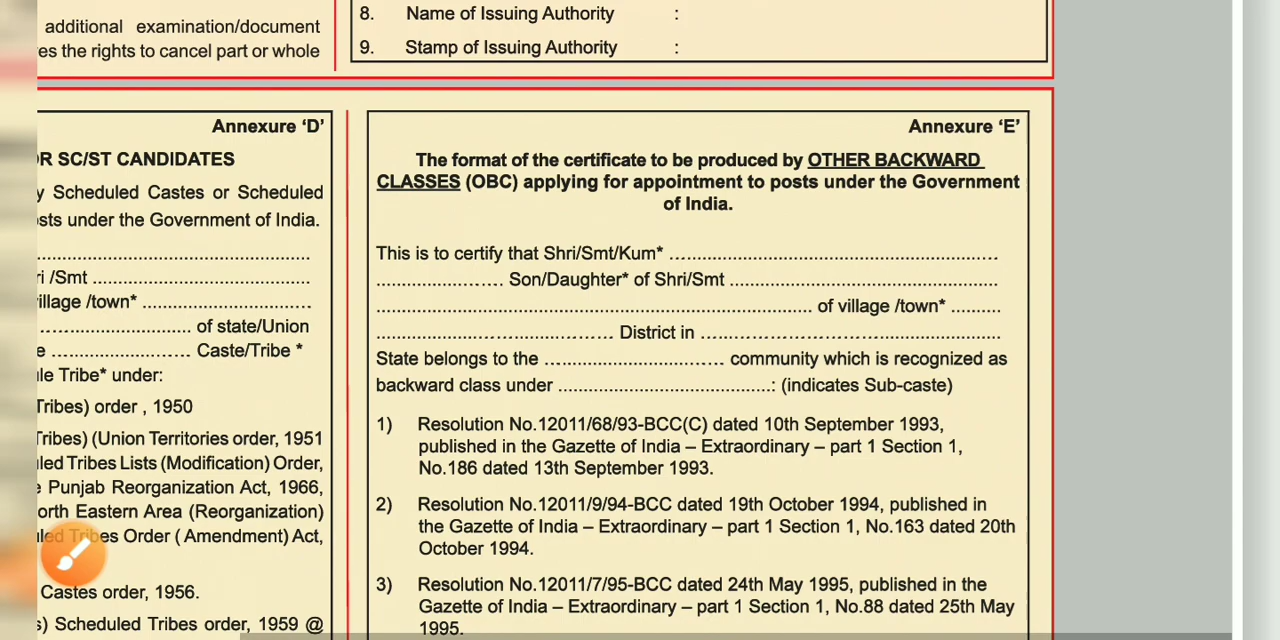 additional examination/document
the rights to cancel part or whole
8. Name of Issuing Authority :
9. Stamp of Issuing Authority :
Annexure ‘D’
SC/ST CANDIDATES
Scheduled Castes or Scheduled
under the Government of India.
....................................................
/Smt ....................................................
/town* ........................................
.................................... of state/Union
................................. Caste/Tribe *
Tribe* under:
Tribes) order , 1950
Tribes) (Union Territories order, 1951
Tribes Lists (Modification) Order,
Punjab Reorganization Act, 1966,
Eastern Area (Reorganization)
Tribes Order ( Amendment) Act,
Castes order, 1956.
Scheduled Tribes order, 1959 @
Annexure ‘E’
The format of the certificate to be produced by OTHER BACKWARD
CLASSES (OBC) applying for appointment to posts under the Government
of India.
This is to certify that Shri/Smt/Kum* ................................................................
......................... Son/Daughter* of Shri/Smt ....................................................
.................................................................................... of village /town* ..........
.............................................. District in .........................................................
State belongs to the .................................. community which is recognized as
backward class under .........................................: (indicates Sub-caste)
1) Resolution No.12011/68/93-BCC(C) dated 10th September 1993,
published in the Gazette of India – Extraordinary – part 1 Section 1,
No.186 dated 13th September 1993.
2) Resolution No.12011/9/94-BCC dated 19th October 1994, published in
the Gazette of India – Extraordinary – part 1 Section 1, No.163 dated 20th
October 1994.
3) Resolution No.12011/7/95-BCC dated 24th May 1995, published in the
Gazette of India – Extraordinary – part 1 Section 1, No.88 dated 25th May
1995.